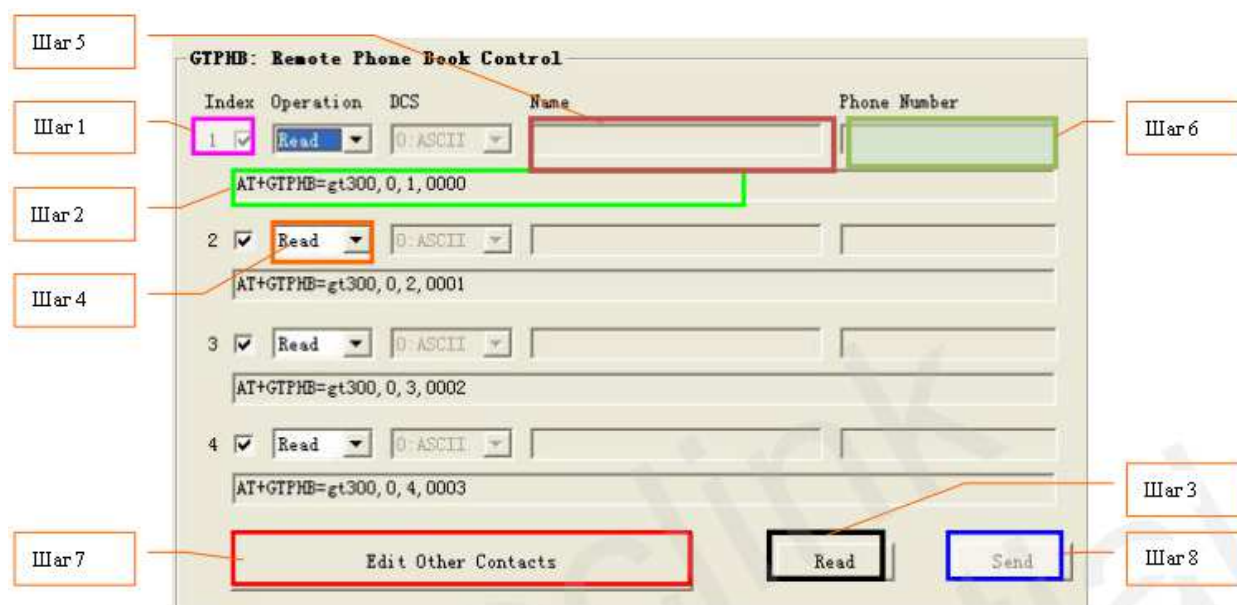 Шаг 5
GTPHB: Remote Phone Book Control
Index Operation DCS Name Phone Number
Шаг 1
1 Read 0:ASCII
Шаг 6
AT+GTPHB=gt300,0,1,0000
Шаг 2
2 Read 0:ASCII
AT+GTPHB=gt300,0,2,0001
Шаг 4
3 Read 0:ASCII
AT+GTPHB=gt300,0,3,0002
4 Read 0:ASCII
AT+GTPHB=gt300,0,4,0003
Шаг 3
Шаг 7
Edit Other Contacts Read Send
Шаг 8